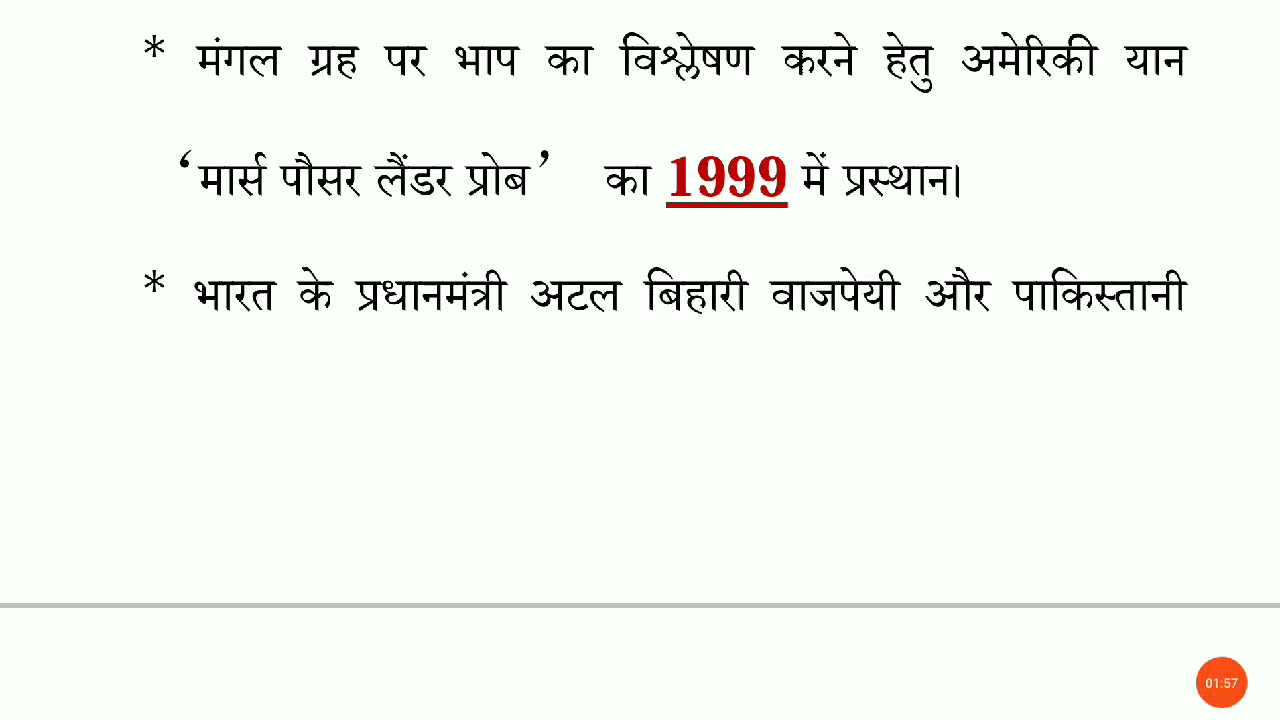 * मंगल ग्रह पर भाप का विश्लेषण करने हेतु अमेरिकी यान
‘मार्स पौसर लैंडर प्रोब’ का 1999 में प्रस्थान।
* भारत के प्रधानमंत्री अटल बिहारी वाजपेयी और पाकिस्तानी
01:57